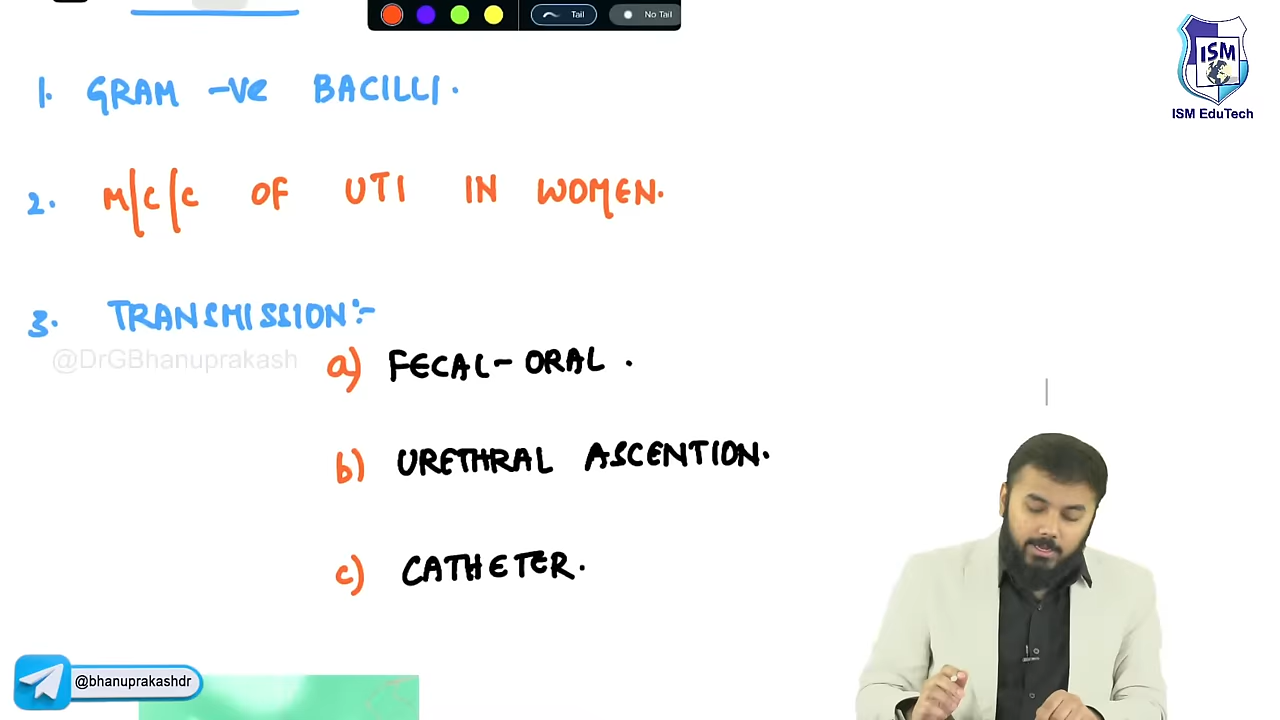 Tail
No Tail
ISM
ISM EduTech
1. GRAM -ve BACILLI.
2. M/C/C OF UTI IN WOMEN.
3. TRANSMISSION:-
@DrGBhanuprakash
a) FECAL-ORAL.
b) URETHRAL ASCENTION.
c) CATHETER.
@bhanuprakashdr